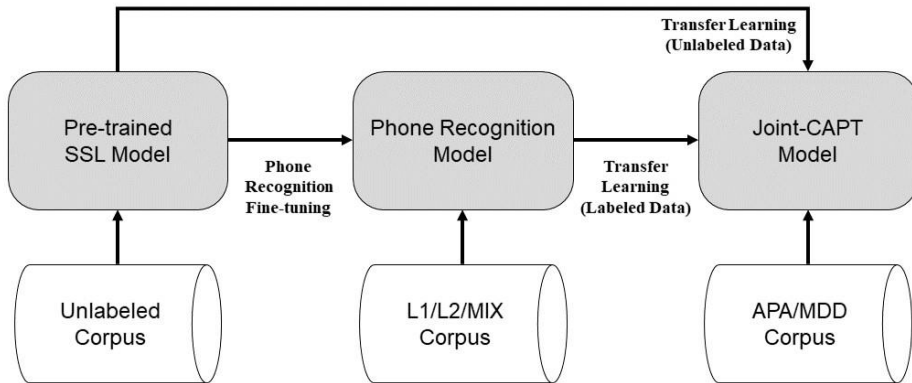 Transfer Learning
(Unlabeled Data)
Pre-trained
SSL Model
Phone
Recognition
Fine-tuning
Phone Recognition
Model
Transfer
Learning
(Labeled Data)
Joint-CAPT
Model
Unlabeled
Corpus
L1/L2/MIX
Corpus
APA/MDD
Corpus